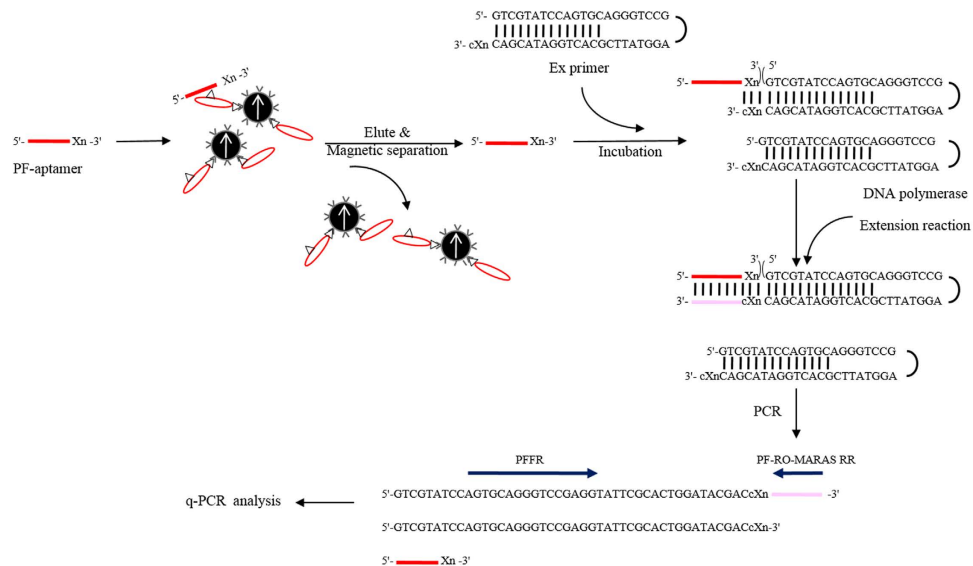 5'- GTCGTATCCAGTGCAGGGTCCG
3'- cXnCAGCATAGGTCACGCTTATGGA
Ex primer
5'- Xn -3'
5'- Xn-3'
PF-aptamer
Elute &
Magnetic separation
5'- Xn-3'
Incubation
3' 5'
5'- Xn GTCGTATCCAGTGCAGGGTCCG
3'- cXn CAGCATAGGTCACGCTTATGGA
5'-GTCGTATCCAGTGCAGGGTCCG
3'- cXnCAGCATAGGTCACGCTTATGGA
DNA polymerase
Extension reaction
3' 5'
5'- Xn GTCGTATCCAGTGCAGGGTCCG
3'- cXn CAGCATAGGTCACGCTTATGGA
5'-GTCGTATCCAGTGCAGGGTCCG
3'- cXnCAGCATAGGTCACGCTTATGGA
PCR
PFFR
PF-RO-MARAS RR
5'-GTCGTATCCAGTGCAGGGTCCGAGGTATTCGCACTGGATACGACcXn -3'
q-PCR analysis
5'-GTCGTATCCAGTGCAGGGTCCGAGGTATTCGCACTGGATACGACcXn-3'
5'- Xn -3'